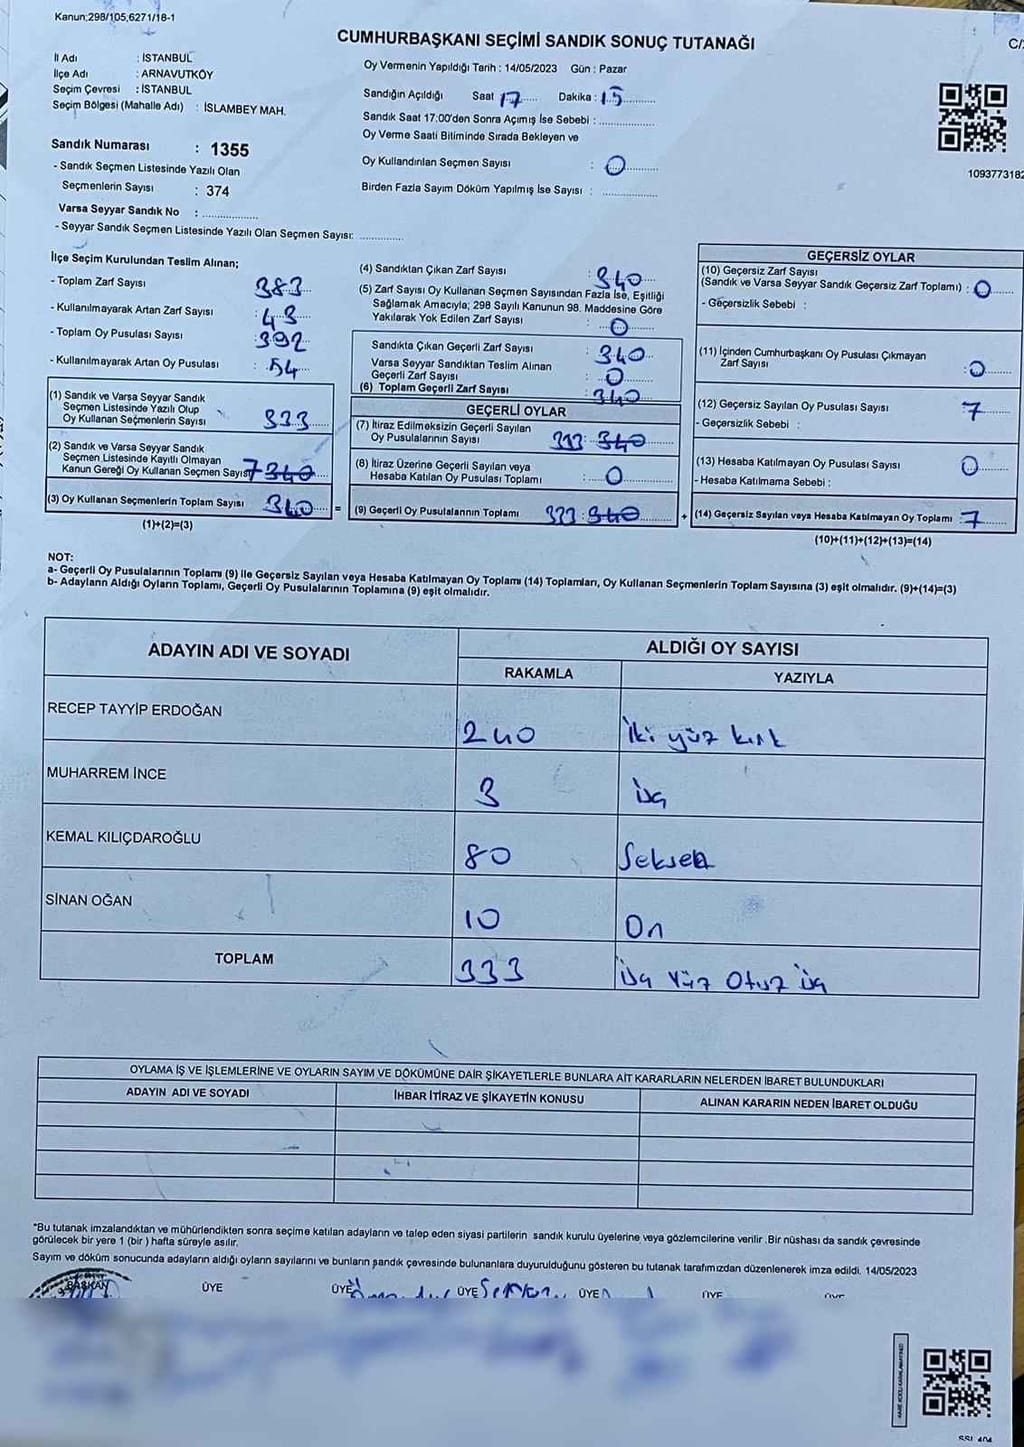 Kanun;298/105,6271/18-1
CUMHURBAŞKANI SEÇİMİ SANDIK SONUÇ TUTANAĞI
C/
İl Adı : İSTANBUL
İlçe Adı : ARNAVUTKÖY
Seçim Çevresi : İSTANBUL
Seçim Bölgesi (Mahalle Adı) : İSLAMBEY MAH.
Sandık Numarası : 1355
- Sandık Seçmen Listesinde Yazılı Olan
Seçmenlerin Sayısı : 374
Varsa Seyyar Sandık No :
- Seyyar Sandık Seçmen Listesinde Yazılı Olan Seçmen Sayısı:
Oy Vermenin Yapıldığı Tarih : 14/05/2023 Gün : Pazar
Sandığın Açıldığı Saat 17 Dakika : 15
Sandık Saat 17:00'den Sonra Açımış İse Sebebi :
Oy Verme Saati Bitiminde Sırada Bekleyen ve
Oy Kullandırılan Seçmen Sayısı : 0
Birden Fazla Sayım Döküm Yapılmış İse Sayısı :
1093773182
İlçe Seçim Kurulundan Teslim Alınan;
- Toplam Zarf Sayısı : 383
- Kullanılmayarak Artan Zarf Sayısı : 43
- Toplam Oy Pusulası Sayısı : 392
- Kullanılmayarak Artan Oy Pusulası : 54
(1) Sandık ve Varsa Seyyar Sandık
Seçmen Listesinde Yazılı Olup
Oy Kullanan Seçmenlerin Sayısı 333
(2) Sandık ve Varsa Seyyar Sandık
Seçmen Listesinde Kayıtlı Olmayan
Kanun Gereği Oy Kullanan Seçmen Sayısı 7 340
(3) Oy Kullanan Seçmenlerin Toplam Sayısı 340 =
(1)+(2)=(3)
(4) Sandıktan Çıkan Zarf Sayısı : 340
(5) Zarf Sayısı Oy Kullanan Seçmen Sayısından Fazla İse, Eşitliği
Sağlamak Amacıyla; 298 Sayılı Kanunun 98. Maddesine Göre
Yakılarak Yok Edilen Zarf Sayısı : 0
Sandıkta Çıkan Geçerli Zarf Sayısı : 340
Varsa Seyyar Sandıktan Teslim Alınan
Geçerli Zarf Sayısı : 0
(6) Toplam Geçerli Zarf Sayısı : 340
GEÇERLİ OYLAR
(7) İtiraz Edilmeksizin Geçerli Sayılan
Oy Pusulalarının Sayısı 333 : 340
(8) İtiraz Üzerine Geçerli Sayılan veya
Hesaba Katılan Oy Pusulası Toplamı : 0
(9) Geçerli Oy Pusulalarının Toplamı 333 : 340 +
GEÇERSİZ OYLAR
(10) Geçersiz Zarf Sayısı
(Sandık ve Varsa Seyyar Sandık Geçersiz Zarf Toplamı) : 0
- Geçersizlik Sebebi :
(11) İçinden Cumhurbaşkanı Oy Pusulası Çıkmayan
Zarf Sayısı : 0
(12) Geçersiz Sayılan Oy Pusulası Sayısı 7
- Geçersizlik Sebebi :
(13) Hesaba Katılmayan Oy Pusulası Sayısı : 0
- Hesaba Katılmama Sebebi :
(14) Geçersiz Sayılan veya Hesaba Katılmayan Oy Toplamı : 7
(10)+(11)+(12)+(13)=(14)
NOT:
a- Geçerli Oy Pusulalarının Toplamı (9) ile Geçersiz Sayılan veya Hesaba Katılmayan Oy Toplamı (14) Toplamları, Oy Kullanan Seçmenlerin Toplam Sayısına (3) eşit olmalıdır. (9)+(14)=(3)
b- Adayların Aldığı Oyların Toplamı, Geçerli Oy Pusulalarının Toplamına (9) eşit olmalıdır.
ADAYIN ADI VE SOYADI ALDIĞI OY SAYISI
RAKAMLA YAZIYLA
RECEP TAYYİP ERDOĞAN 240 iki yüz kırk
MUHARREM İNCE 3 üç
KEMAL KILIÇDAROĞLU 80 Seksen
SİNAN OĞAN 10 On
TOPLAM 333 üç Yüz Otuz üç
OYLAMA İŞ VE İŞLEMLERİNE VE OYLARIN SAYIM VE DÖKÜMÜNE DAİR ŞİKAYETLERLE BUNLARA AİT KARARLARIN NELERDEN İBARET BULUNDUKLARI
ADAYIN ADI VE SOYADI İHBAR İTİRAZ VE ŞİKAYETİN KONUSU ALINAN KARARIN NEDEN İBARET OLDUĞU
*Bu tutanak imzalandıktan ve mühürlendikten sonra seçime katılan adayların ve talep eden siyasi partilerin sandık kurulu üyelerine veya gözlemcilerine verilir .Bir nüshası da sandık çevresinde
görülecek bir yere 1 (bir ) hafta süreyle asılır.
Sayım ve döküm sonucunda adayların aldığı oyların sayılarını ve bunların sandık çevresinde bulunanlara duyurulduğunu gösteren bu tutanak tarafımızdan düzenlenerek imza edildi. 14/05/2023
BAŞKAN ÜYE ÜYE ÜYE ÜYE ÜYE ÜYE